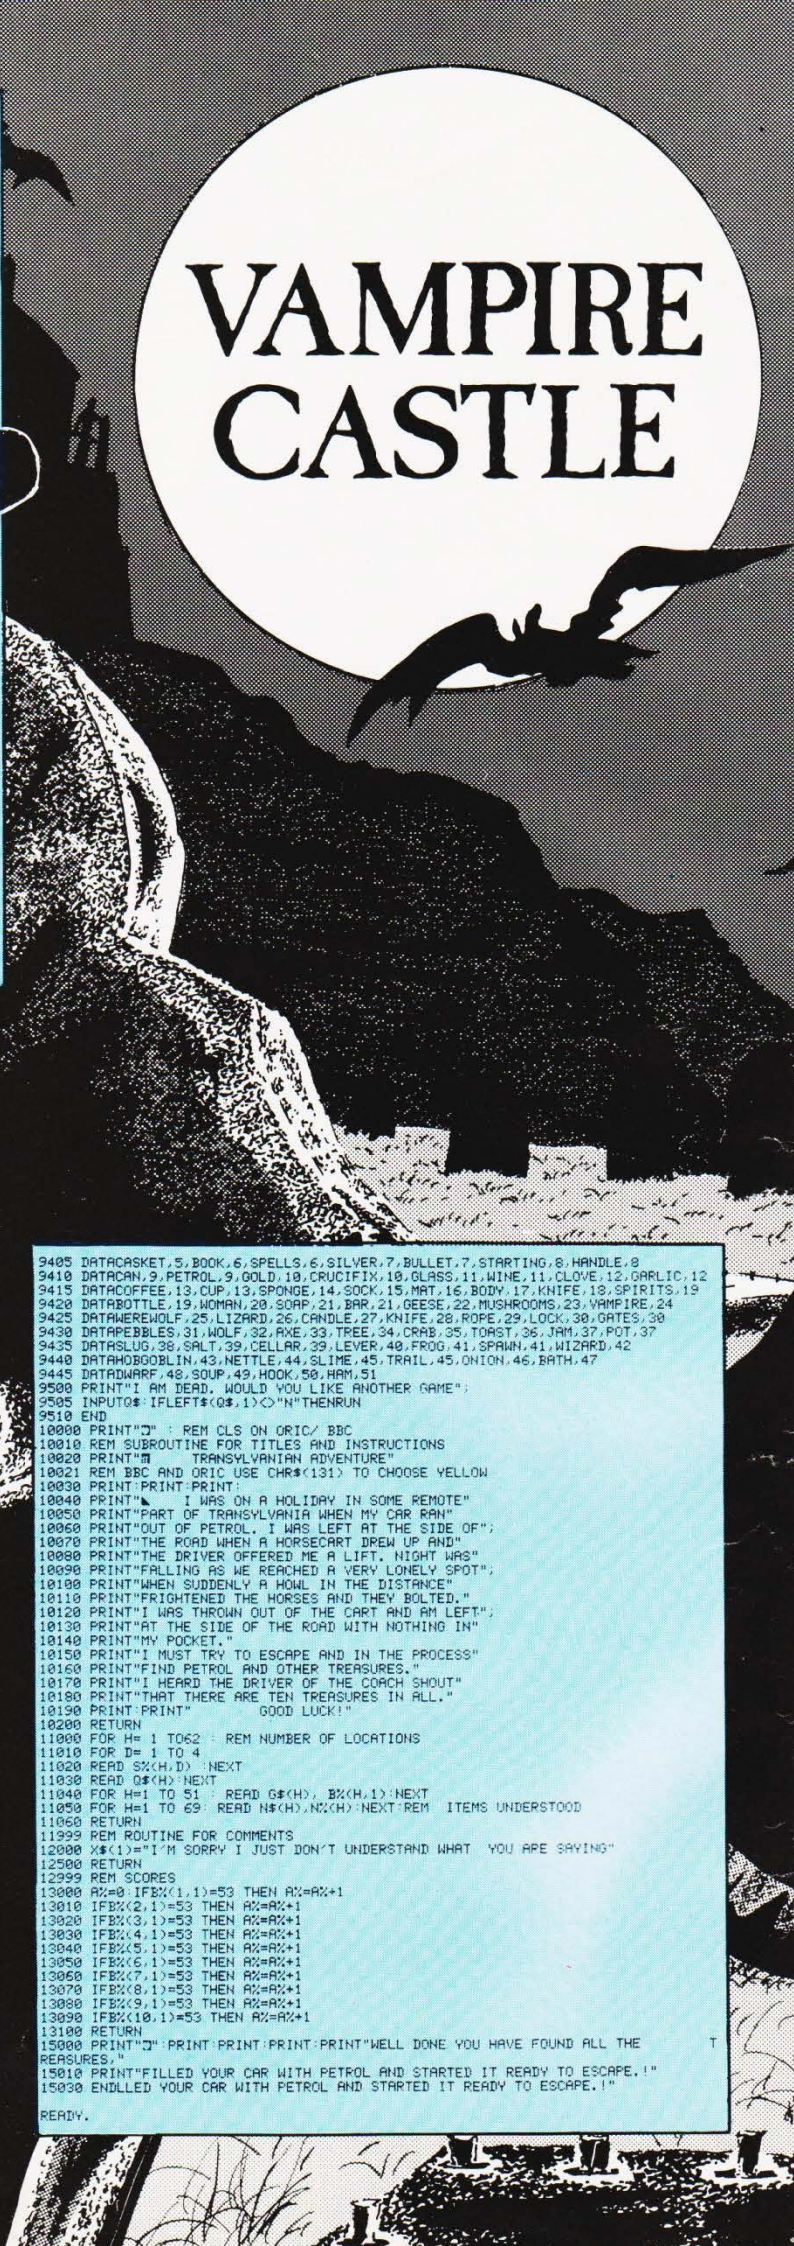 VAMPIRE
CASTLE
9405 DATACASKET,5,BOOK,6,SPELLS,6,SILVER,7,BULLET,7,STARTING,8,HANDLE,8
9410 DATACAN,9,PETROL,9,GOLD,10,CRUCIFIX,10,GLASS,11,WINE,11,CLOVE,12,GARLIC,12
9415 DATACOFFEE,13,CUP,13,SPONGE,14,SOCK,15,MAT,16,BODY,17,KNIFE,18,SPIRITS,19
9420 DATABOTTLE,19,WOMAN,20,SOAP,21,BAR,21,GEESE,22,MUSHROOMS,23,VAMPIRE,24
9425 DATAWEREWOLF,25,LIZARD,26,CANDLE,27,KNIFE,28,ROPE,29,LOCK,30,GATES,30
9430 DATAPEBBLES,31,WOLF,32,AXE,33,TREE,34,CRAB,35,TOAST,36,JAM,37,POT,37
9435 DATASLUG,38,SALT,39,CELLAR,39,LEVER,40,FROG,41,SPAWN,41,WIZARD,42
9440 DATAHOBGOBLIN,43,NETTLE,44,SLIME,45,TRAIL,45,ONION,46,BATH,47
9445 DATADWARF,48,SOUP,49,HOOK,50,HAM,51
9500 PRINT"I AM DEAD. WOULD YOU LIKE ANOTHER GAME";
9505 INPUTQ$:IFLEFT$(Q$,1)<>"N"THENRUN
9510 END
10000 PRINT"" : REM CLS ON ORIC/ BBC
10010 REM SUBROUTINE FOR TITLES AND INSTRUCTIONS
10020 PRINT"     TRANSYLVANIAN ADVENTURE"
10021 REM BBC AND ORIC USE CHR$(131) TO CHOOSE YELLOW
10030 PRINT:PRINT:PRINT:
10040 PRINT"    I WAS ON A HOLIDAY IN SOME REMOTE"
10050 PRINT"PART OF TRANSYLVANIA WHEN MY CAR RAN"
10060 PRINT"OUT OF PETROL. I WAS LEFT AT THE SIDE OF";
10070 PRINT"THE ROAD WHEN A HORSECART DREW UP AND"
10080 PRINT"THE DRIVER OFFERED ME A LIFT. NIGHT WAS"
10090 PRINT"FALLING AS WE REACHED A VERY LONELY SPOT";
10100 PRINT"WHEN SUDDENLY A HOWL IN THE DISTANCE"
10110 PRINT"FRIGHTENED THE HORSES AND THEY BOLTED."
10120 PRINT"I WAS THROWN OUT OF THE CART AND AM LEFT";
10130 PRINT"AT THE SIDE OF THE ROAD WITH NOTHING IN"
10140 PRINT"MY POCKET."
10150 PRINT"I MUST TRY TO ESCAPE AND IN THE PROCESS"
10160 PRINT"FIND PETROL AND OTHER TREASURES."
10170 PRINT"I HEARD THE DRIVER OF THE COACH SHOUT"
10180 PRINT"THAT THERE ARE TEN TREASURES IN ALL."
10190 PRINT:PRINT"          GOOD LUCK!"
10200 RETURN
11000 FOR H= 1 TO62 : REM NUMBER OF LOCATIONS
11010 FOR D= 1 TO 4
11020 READ S%(H,D) :NEXT
11030 READ Q$(H):NEXT
11040 FOR H=1 TO 51 : READ G$(H), B%(H,1):NEXT
11050 FOR H=1 TO 69: READ N$(H),N%(H):NEXT:REM  ITEMS UNDERSTOOD
11060 RETURN
11999 REM ROUTINE FOR COMMENTS
12000 X$(1)="I'M SORRY I JUST DON'T UNDERSTAND WHAT  YOU ARE SAYING"
12500 RETURN
12999 REM SCORES
13000 A%=0:IFB%(1,1)=53 THEN A%=A%+1
13010 IFB%(2,1)=53 THEN A%=A%+1
13020 IFB%(3,1)=53 THEN A%=A%+1
13030 IFB%(4,1)=53 THEN A%=A%+1
13040 IFB%(5,1)=53 THEN A%=A%+1
13050 IFB%(6,1)=53 THEN A%=A%+1
13060 IFB%(7,1)=53 THEN A%=A%+1
13070 IFB%(8,1)=53 THEN A%=A%+1
13080 IFB%(9,1)=53 THEN A%=A%+1
13090 IFB%(10,1)=53 THEN A%=A%+1
13100 RETURN
15000 PRINT"":PRINT:PRINT:PRINT:PRINT"WELL DONE YOU HAVE FOUND ALL THE          T
REASURES,"
15010 PRINT"FILLED YOUR CAR WITH PETROL AND STARTED IT READY TO ESCAPE.!"
15030 ENDLLED YOUR CAR WITH PETROL AND STARTED IT READY TO ESCAPE.!"
READY.